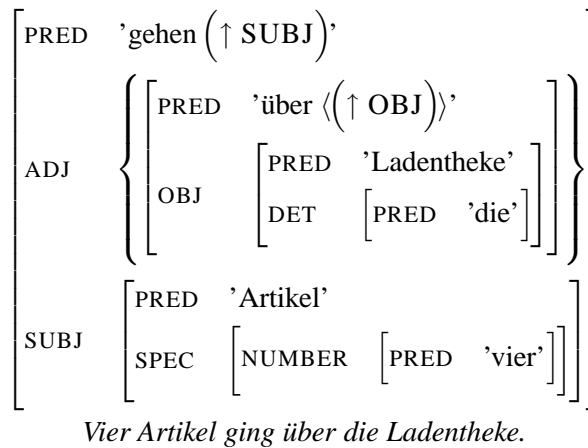 PRED ’gehen (↑ SUBJ)’
PRED ’über ⟨(↑ OBJ)⟩’
PRED ’Ladentheke’
ADJ
OBJ
DET [PRED ’die’]
PRED ’Artikel’
SUBJ
SPEC [NUMBER [PRED ’vier’]]
Vier Artikel ging über die Ladentheke.